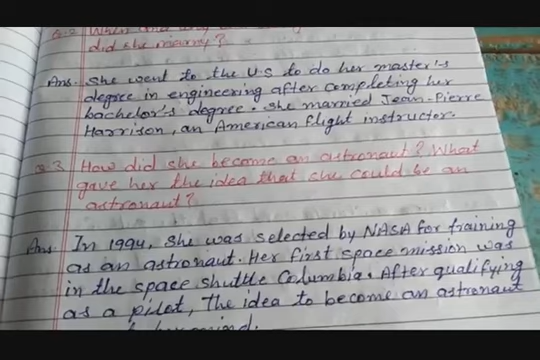 did she marry?
Ans. She went to the U.S to do her master's
degree in engineering after completing her
bachelor's degree. She married Jean-Pierre
Harrison, an American flight instructor.
Q.3 How did she become an astronaut? What
gave her the idea that she could be an
astronaut?
Ans. In 1994, She was selected by NASA for training
as an astronaut. Her first space mission was
in the space shuttle Columbia. After qualifying
as a pilot, The idea to become an astronaut